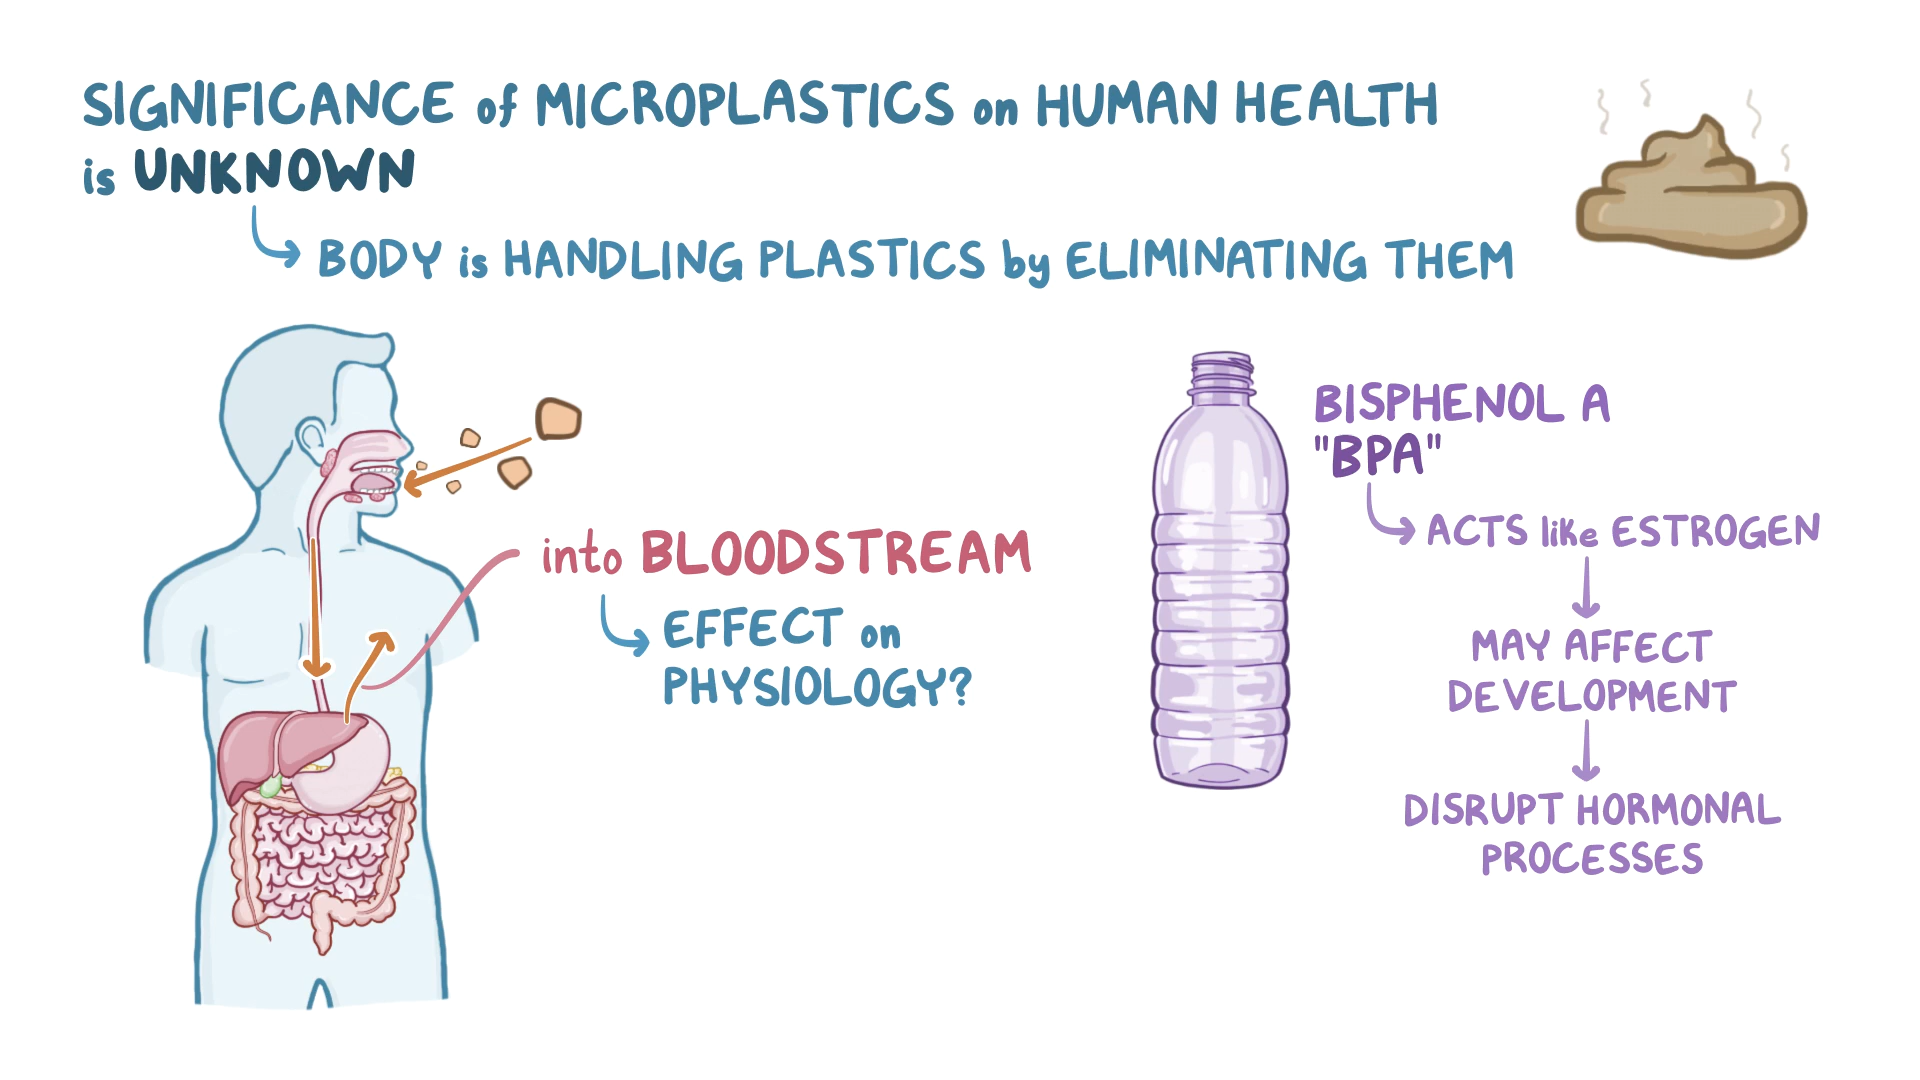 SIGNIFICANCE of MICROPLASTICS on HUMAN HEALTH
is UNKNOWN
BODY is HANDLING PLASTICS by ELIMINATING THEM
into BLOODSTREAM
EFFECT on
PHYSIOLOGY?
BISPHENOL A
"BPA"
ACTS like ESTROGEN
MAY AFFECT
DEVELOPMENT
DISRUPT HORMONAL
PROCESSES